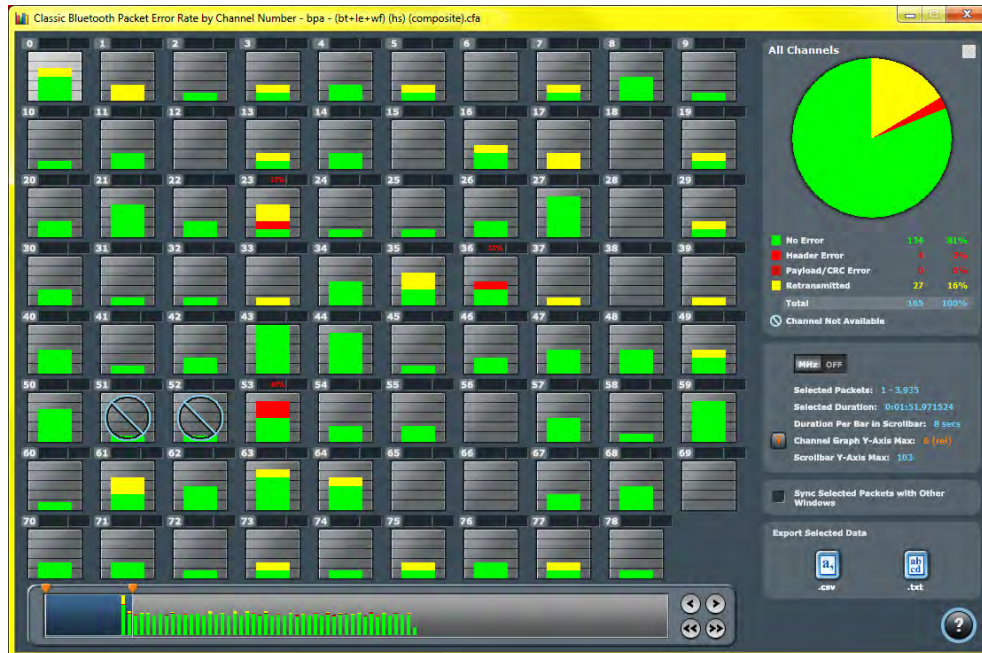 Classic Bluetooth Packet Error Rate by Channel Number - bpa - (bt+le+wf) (hs) (composite).cfa
0 1 2 3 4 5 6 7 8 9
10 11 12 13 14 15 16 17 18 19
20 21 22 23 24 25 26 27 28 29
30 31 32 33 34 35 36 37 38 39
40 41 42 43 44 45 46 47 48 49
50 51 52 53 54 55 56 57 58 59
60 61 62 63 64 65 66 67 68 69
70 71 72 73 74 75 76 77 78
All Channels
No Error 134 81%
Header Error 4
Payload/CRC Error 0 0%
Retransmitted 27 16%
Total 165 100%
Channel Not Available
MHz OFF
Selected Packets: 1 - 3,035
Selected Duration: 0:01:51.971524
Duration Per Bar in Scrollbar: 8 secs
Channel Graph Y-Axis Max: 6 (rel)
Scrollbar Y-Axis Max: 103
Sync Selected Packets with Other
Windows
Export Selected Data
a,
ab
cd
.csv
.txt
?